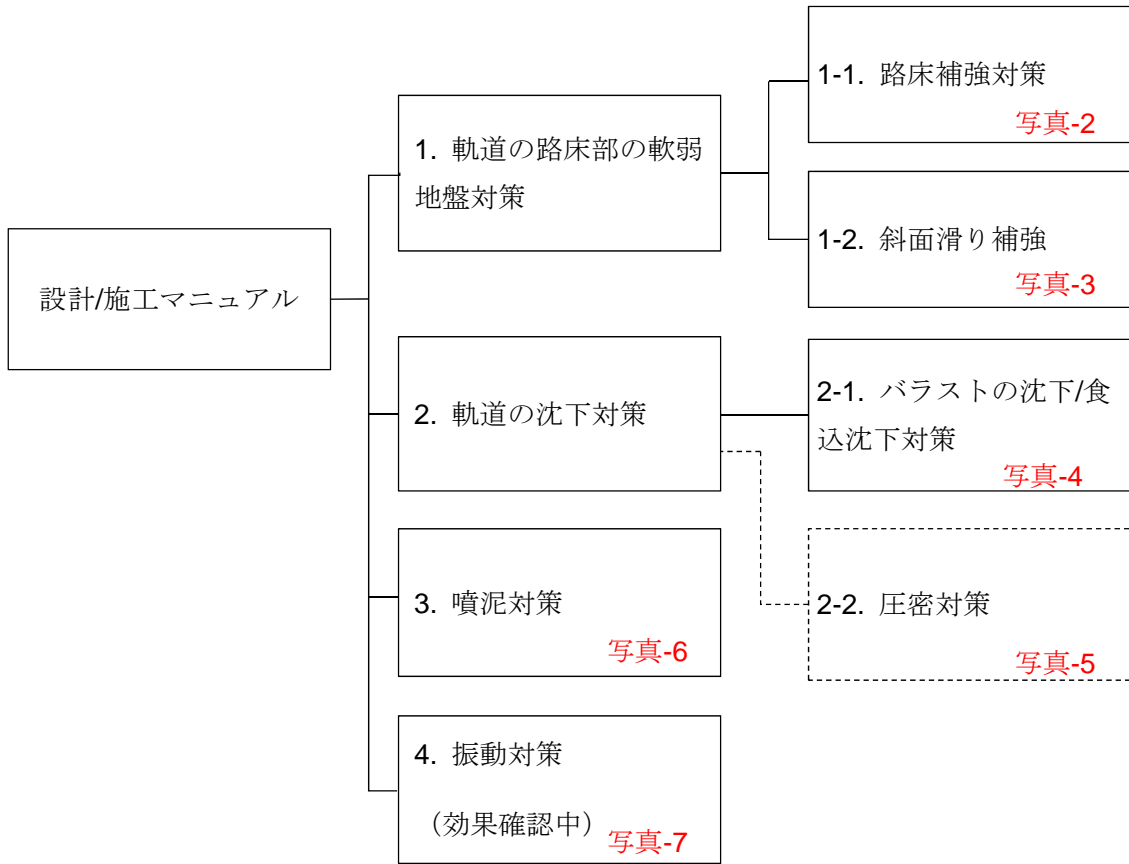 設計/施工マニュアル
1. 軌道の路床部の軟弱
地盤対策
1-1. 路床補強対策
写真-2
1-2. 斜面滑り補強
写真-3
2. 軌道の沈下対策
2-1. バラストの沈下/食
込沈下対策
写真-4
2-2. 圧密対策
写真-5
3. 噴泥対策
写真-6
4. 振動対策
（効果確認中）
写真-7